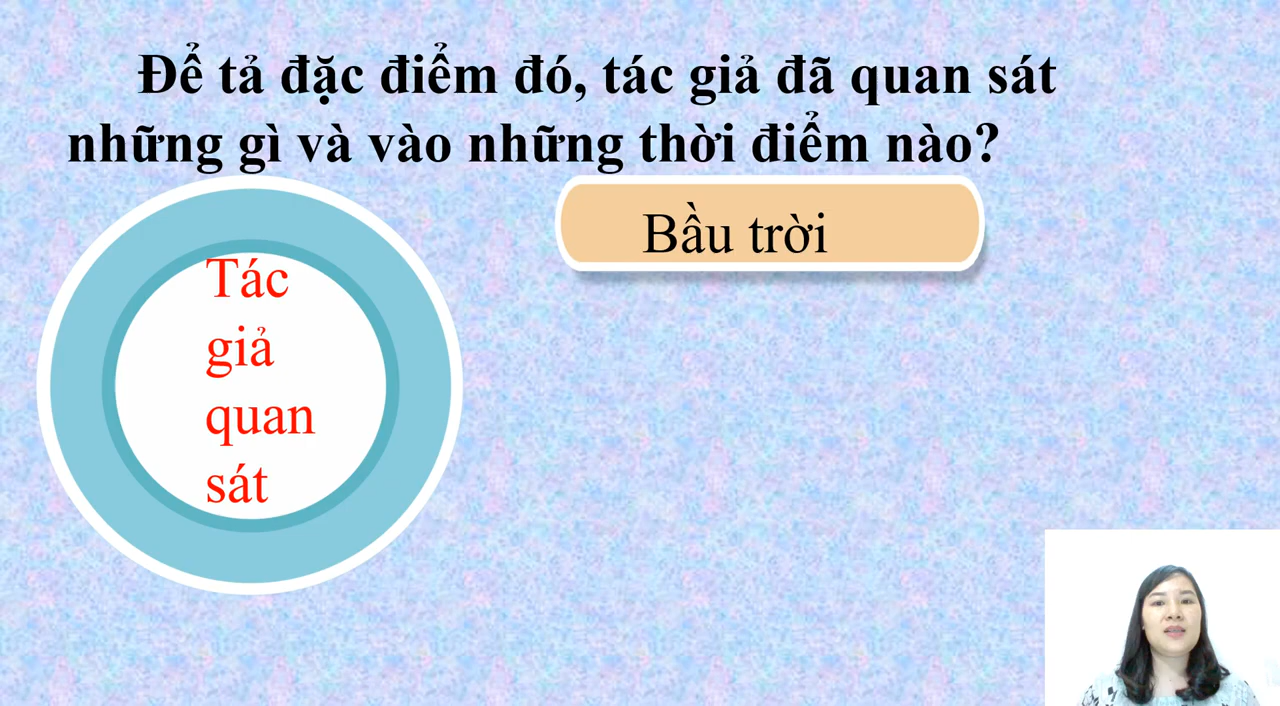 Để tả đặc điểm đó, tác giả đã quan sát
những gì và vào những thời điểm nào?
Bầu trời
Tác
giả
quan
sát